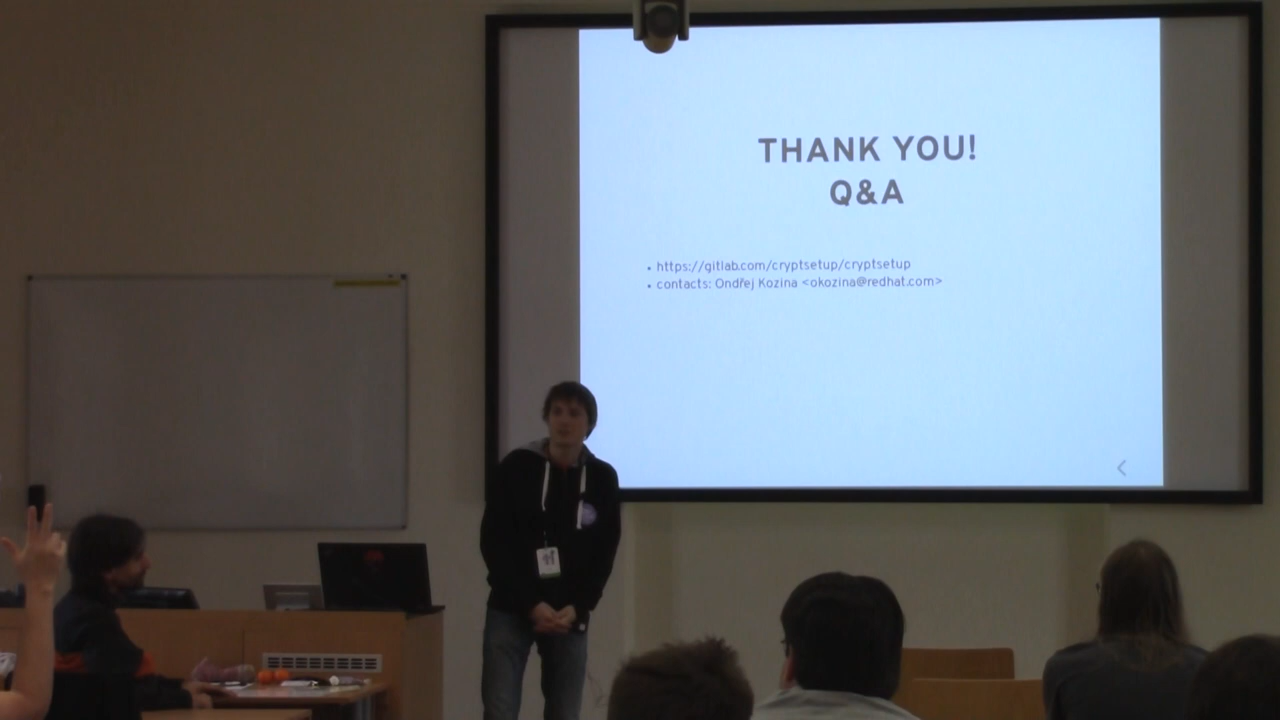 THANK YOU!
Q&A
• https://gitlab.com/cryptsetup/cryptsetup
• contacts: Ondřej Kozina <okozina@redhat.com>